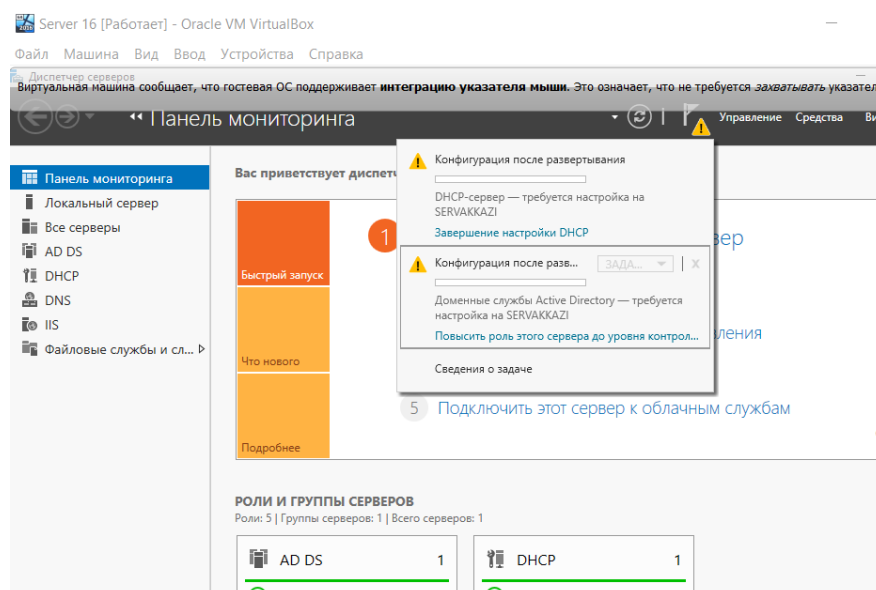 Server 16 [Работает] - Oracle VM VirtualBox
Файл Машина Вид Ввод Устройства Справка
Диспетчер серверов
Виртуальная машина сообщает, что гостевая ОС поддерживает интеграцию указателя мыши. Это означает, что не требуется захватывать указател
Панель мониторинга
Управление Средства Ви
Панель мониторинга
Локальный сервер
Все серверы
AD DS
DHCP
DNS
IIS
Файловые службы и сл...
Вас приветствует диспетч
Быстрый запуск
Что нового
Подробнее
1
вер
Конфигурация после развертывания
DHCP-сервер — требуется настройка на
SERVAKKAZI
Завершение настройки DHCP
Конфигурация после разв... ЗАДА... X
Доменные службы Active Directory — требуется
настройка на SERVAKKAZI
Повысить роль этого сервера до уровня контрол...
Сведения о задаче
ления
5 Подключить этот сервер к облачным службам
РОЛИ И ГРУППЫ СЕРВЕРОВ
Роли: 5 | Группы серверов: 1 | Всего серверов: 1
AD DS 1
DHCP 1